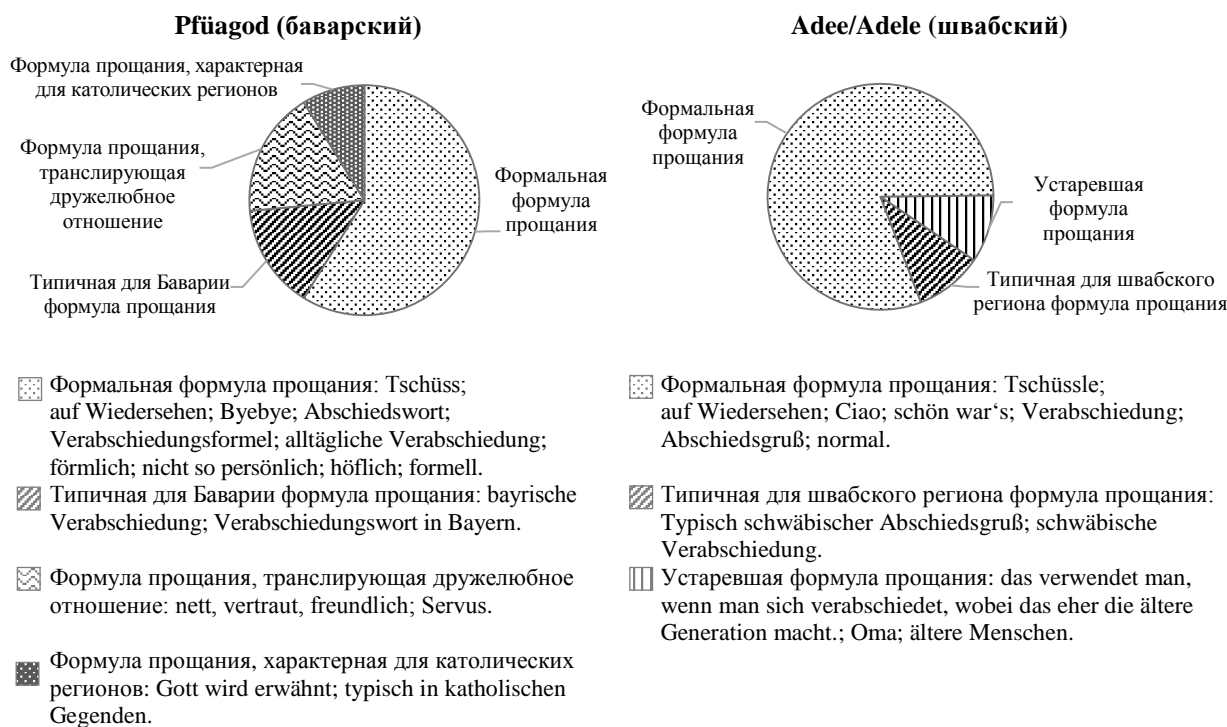 Pfüagod (баварский)
Формула прощания, характерная
для католических регионов
Формула прощания,
транслирующая
дружелюбное
отношение
Типичная для Баварии
формула прощания
Формальная
формула
прощания
Adee/Adele (швабский)
Формальная
формула
прощания
Устаревшая
формула
прощания
Типичная для швабского
региона формула прощания
Формальная формула прощания: Tschüss;
auf Wiedersehen; Byebye; Abschiedswort;
Verabschiedungsformel; alltägliche Verabschiedung;
förmlich; nicht so persönlich; höflich; formell.
Типичная для Баварии формула прощания: bayrische
Verabschiedung; Verabschiedungswort in Bayern.
Формула прощания, транслирующая дружелюбное
отношение: nett, vertraut, freundlich; Servus.
Формула прощания, характерная для католических
регионов: Gott wird erwähnt; typisch in katholischen
Gegenden.
Формальная формула прощания: Tschüssle;
auf Wiedersehen; Ciao; schön war‘s; Verabschiedung;
Abschiedsgruß; normal.
Типичная для швабского региона формула прощания:
Typisch schwäbischer Abschiedsgruß; schwäbische
Verabschiedung.
Устаревшая формула прощания: das verwendet man,
wenn man sich verabschiedet, wobei das eher die ältere
Generation macht.; Oma; ältere Menschen.